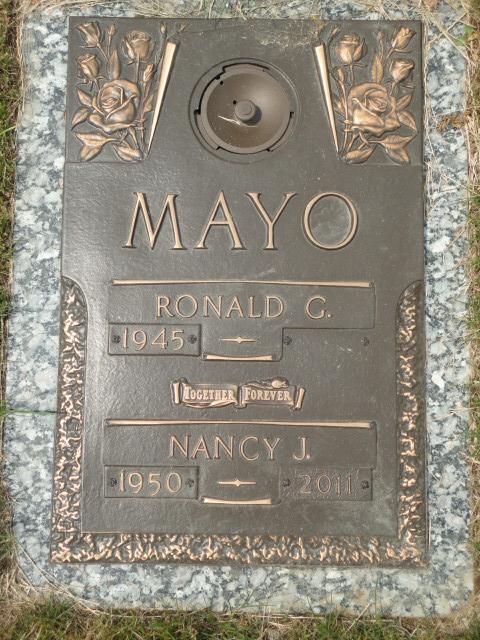 MAYO
RONALD G.
1945
TOGETHER FOREVER
NANCY J.
1950 2011